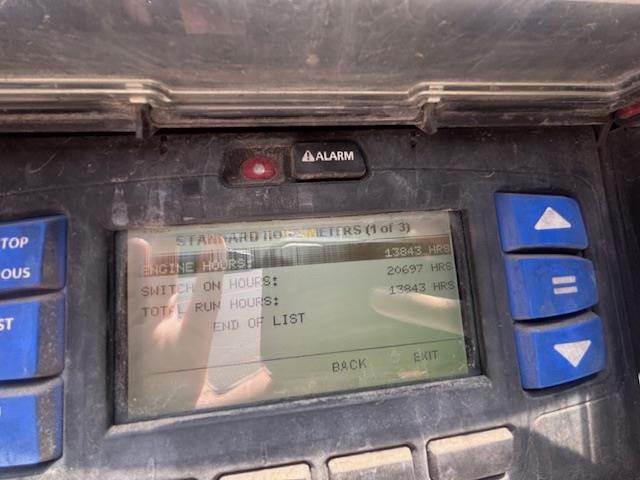 ⚠ALARM
STANDARD HOURMETERS (1 of 3)
ENGINE HOURS: 13843 HRS
SWITCH ON HOURS: 20697 HRS
TOTAL RUN HOURS: 13843 HRS
END OF LIST
BACK EXIT
TOP
OUS
ST
=